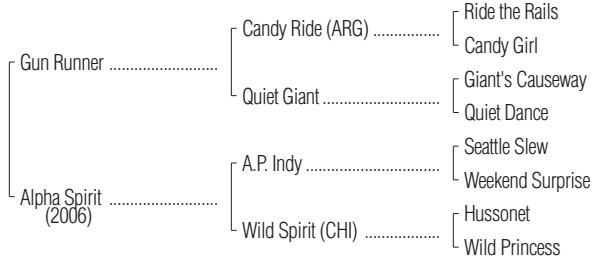 Ride the Rails
Candy Ride (ARG) ................
Candy Girl
Gun Runner ..........................
Giant's Causeway
Quiet Giant ............................
Quiet Dance
Seattle Slew
A.P. Indy ................................
Weekend Surprise
Alpha Spirit ..........................
(2006)
Hussonet
Wild Spirit (CHI) ..................
Wild Princess